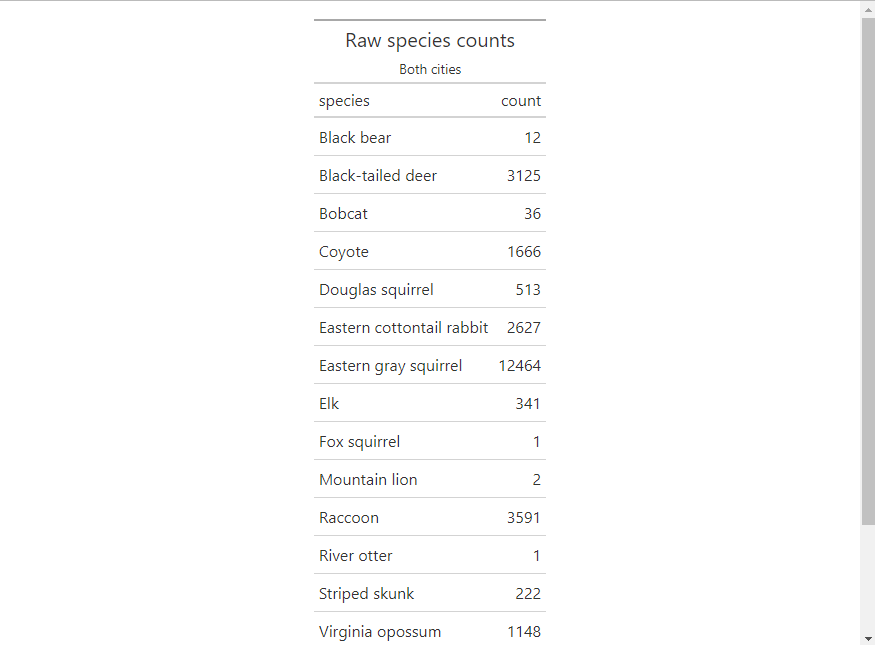 Raw species counts
Both cities
species count
Black bear 12
Black-tailed deer 3125
Bobcat 36
Coyote 1666
Douglas squirrel 513
Eastern cottontail rabbit 2627
Eastern gray squirrel 12464
Elk 341
Fox squirrel 1
Mountain lion 2
Raccoon 3591
River otter 1
Striped skunk 222
Virginia opossum 1148